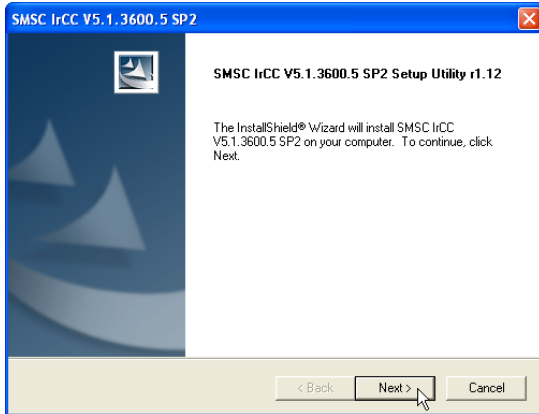 SMSC IrCC V5.1.3600.5 SP2
SMSC IrCC V5.1.3600.5 SP2 Setup Utility r1.12
The InstallShield® Wizard will install SMSC IrCC
V5.1.3600.5 SP2 on your computer. To continue, click
Next.
< Back
Next >
Cancel